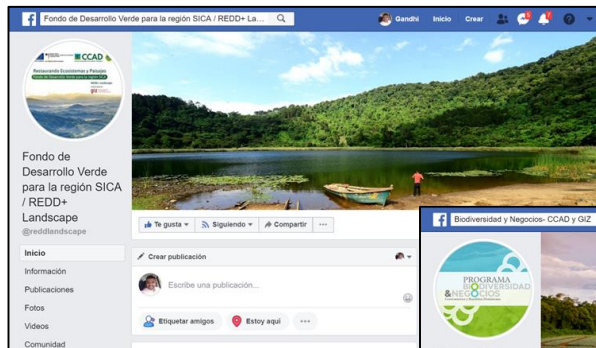 Fondo de Desarrollo Verde para la región SICA / REDD+ La...
Gandhi Inicio Crear
CCAD
Restaurando Ecosistemas y Paisajes
giz
Fondo de
Desarrollo Verde
para la región SICA
/ REDD+
Landscape
@reddlandscape
Te gusta Siguiendo Compartir ...
Inicio
Información
Publicaciones
Fotos
Videos
Comunidad
Crear publicación
Escribe una publicación...
Etiquetar amigos Estoy aquí ...
Biodiversidad y Negocios- CCAD y GIZ
PROGRAMA
BIODIVERSIDAD
&NEGOCIOS